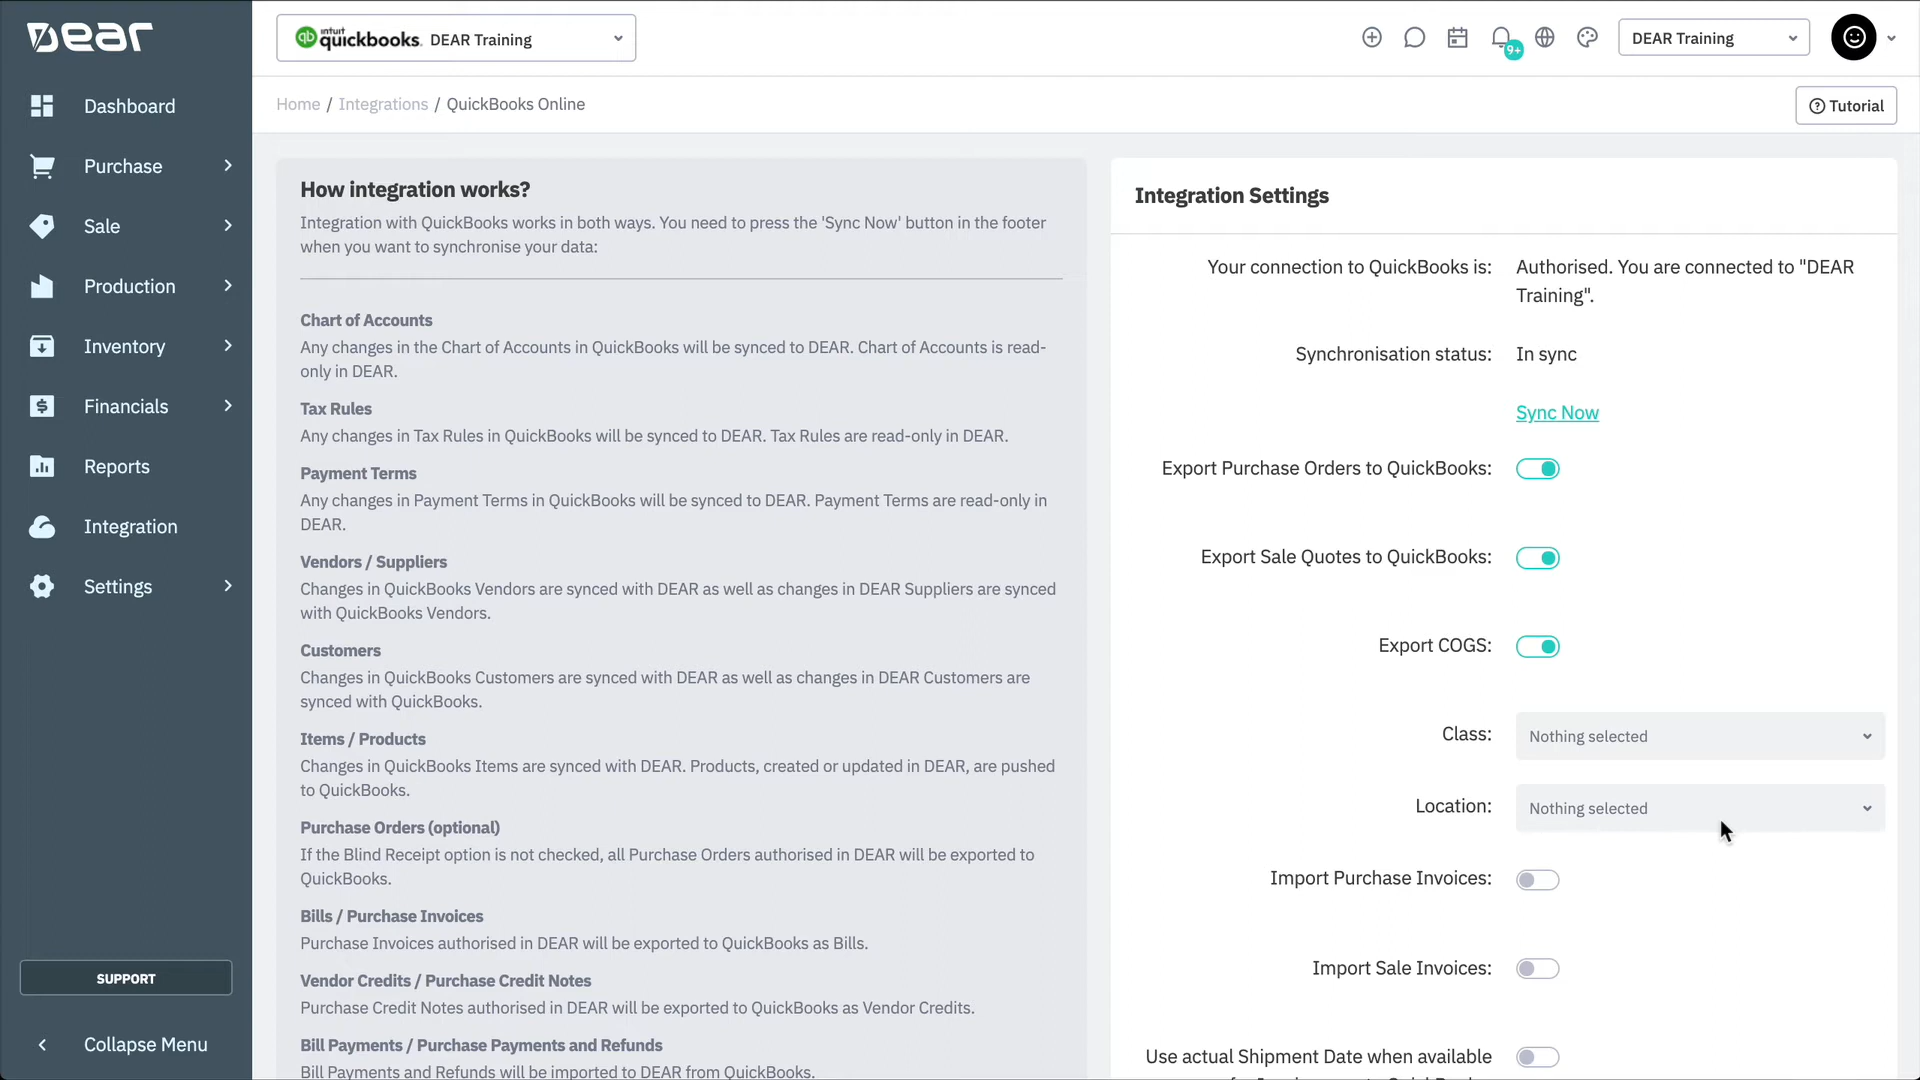 DEAR
Dashboard
Purchase
Sale
Production
Inventory
Financials
Reports
Integration
Settings
SUPPORT
Collapse Menu
qb intuit quickbooks. DEAR Training
9+
DEAR Training
Home / Integrations / QuickBooks Online
Tutorial
How integration works?
Integration with QuickBooks works in both ways. You need to press the 'Sync Now' button in the footer
when you want to synchronise your data:
Chart of Accounts
Any changes in the Chart of Accounts in QuickBooks will be synced to DEAR. Chart of Accounts is read-
only in DEAR.
Tax Rules
Any changes in Tax Rules in QuickBooks will be synced to DEAR. Tax Rules are read-only in DEAR.
Payment Terms
Any changes in Payment Terms in QuickBooks will be synced to DEAR. Payment Terms are read-only in
DEAR.
Vendors / Suppliers
Changes in QuickBooks Vendors are synced with DEAR as well as changes in DEAR Suppliers are synced
with QuickBooks Vendors.
Customers
Changes in QuickBooks Customers are synced with DEAR as well as changes in DEAR Customers are
synced with QuickBooks.
Items / Products
Changes in QuickBooks Items are synced with DEAR. Products, created or updated in DEAR, are pushed
to QuickBooks.
Purchase Orders (optional)
If the Blind Receipt option is not checked, all Purchase Orders authorised in DEAR will be exported to
QuickBooks.
Bills / Purchase Invoices
Purchase Invoices authorised in DEAR will be exported to QuickBooks as Bills.
Vendor Credits / Purchase Credit Notes
Purchase Credit Notes authorised in DEAR will be exported to QuickBooks as Vendor Credits.
Bill Payments / Purchase Payments and Refunds
Bill Payments and Refunds will be imported to DEAR from QuickBooks.
Integration Settings
Your connection to QuickBooks is: Authorised. You are connected to "DEAR
Training".
Synchronisation status: In sync
Sync Now
Export Purchase Orders to QuickBooks:
Export Sale Quotes to QuickBooks:
Export COGS:
Class: Nothing selected
Location: Nothing selected
Import Purchase Invoices:
Import Sale Invoices:
Use actual Shipment Date when available